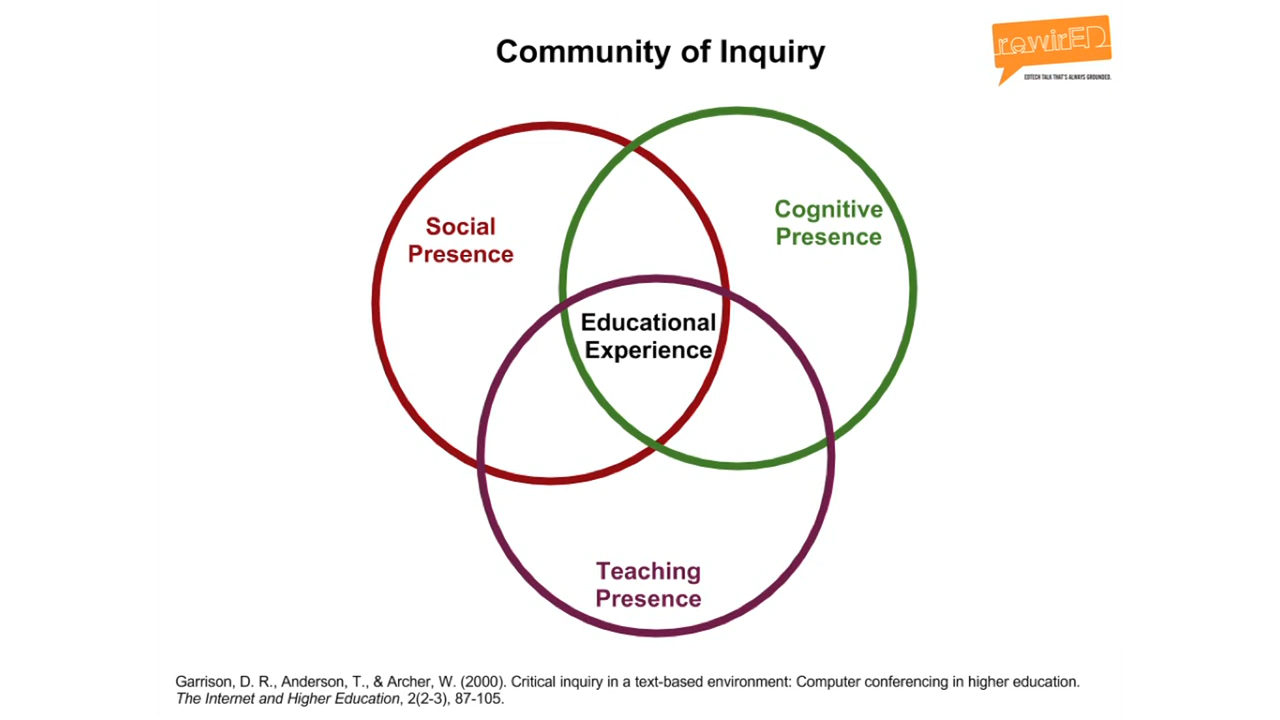 Community of Inquiry
rewirED
EDTECH TALK THAT'S ALWAYS GROUNDED.
Social
Presence
Cognitive
Presence
Educational
Experience
Teaching
Presence
Garrison, D. R., Anderson, T., & Archer, W. (2000). Critical inquiry in a text-based environment: Computer conferencing in higher education.
The Internet and Higher Education, 2(2-3), 87-105.